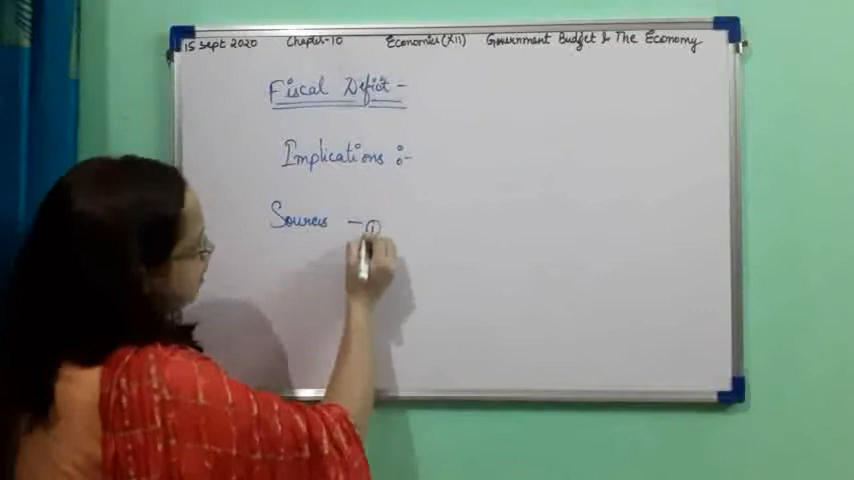 15 Sept 2020 Chapter-10 Economics (XII) Government Budget & The Economy
Fiscal Deficit -
Implications :-
Sources - ①